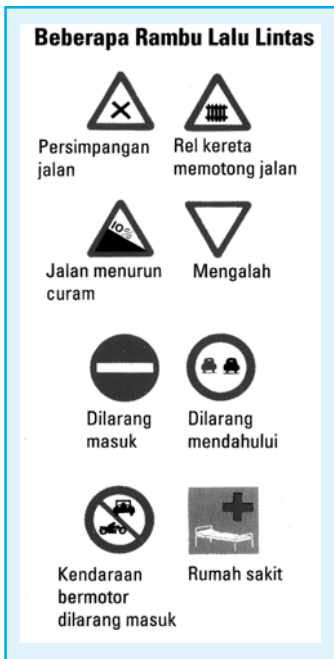 Beberapa Rambu Lalu Lintas
Persimpangan
jalan
Rel kereta
memotong jalan
10%
Jalan menurun
curam
Mengalah
Dilarang
masuk
Dilarang
mendahului
Kendaraan
bermotor
dilarang masuk
Rumah sakit